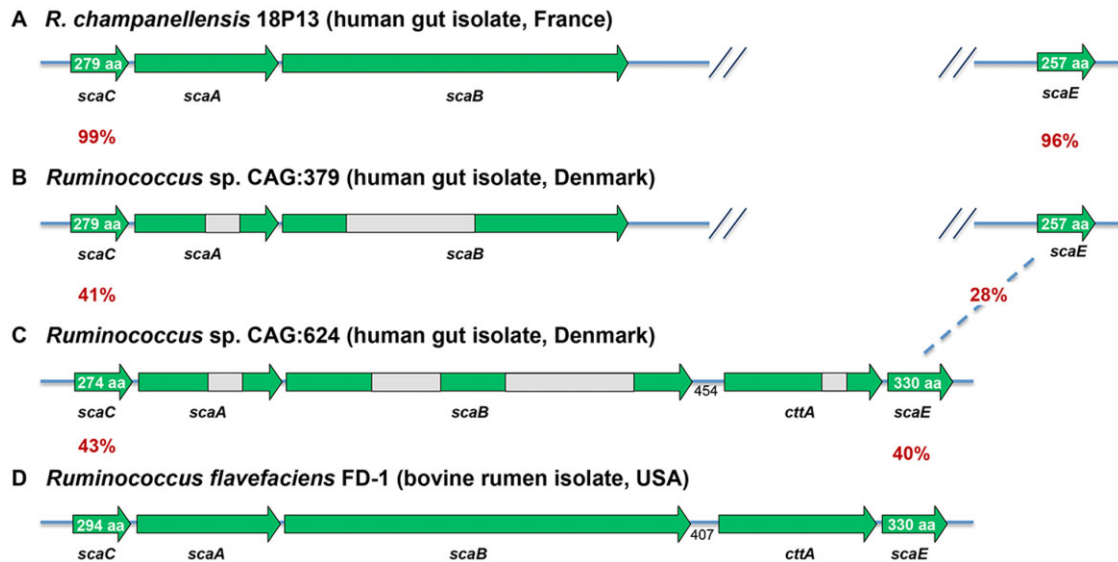 A R. champanellensis 18P13 (human gut isolate, France)
279 aa 257 aa
scaC scaA scaB scaE
99% 96%
B Ruminococcus sp. CAG:379 (human gut isolate, Denmark)
279 aa 257 aa
scaC scaA scaB scaE
41% 28%
C Ruminococcus sp. CAG:624 (human gut isolate, Denmark)
274 aa 454 330 aa
scaC scaA scaB cttA scaE
43% 40%
D Ruminococcus flavefaciens FD-1 (bovine rumen isolate, USA)
294 aa 407 330 aa
scaC scaA scaB cttA scaE